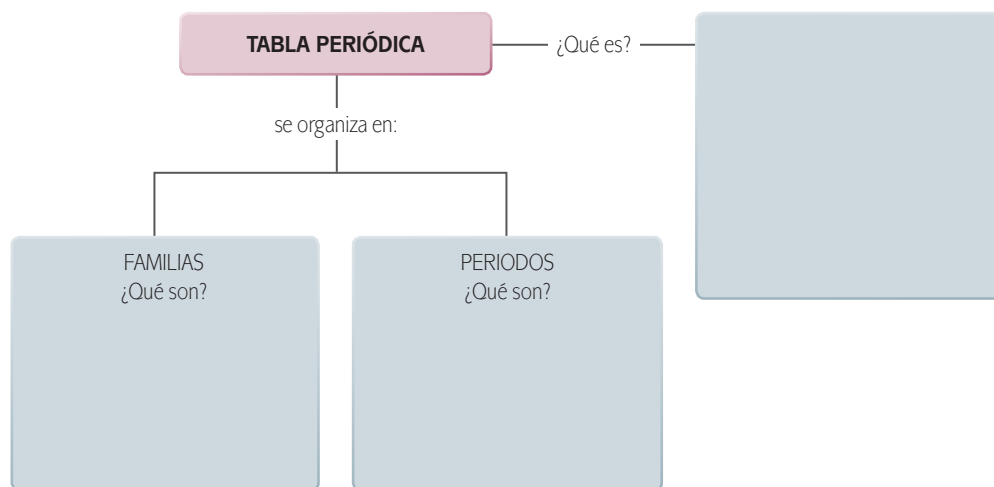 TABLA PERIÓDICA
¿Qué es?
se organiza en:
FAMILIAS
¿Qué son?
PERIODOS
¿Qué son?